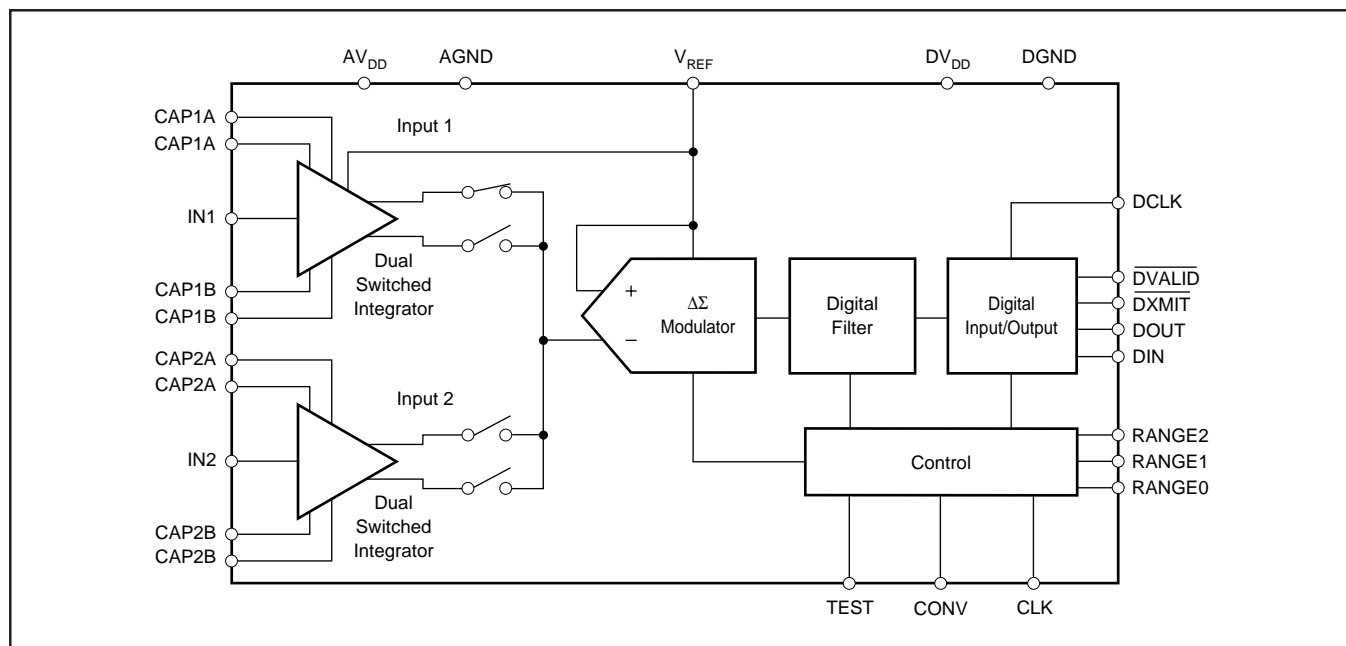 AVDD
AGND
VREF
DVDD
DGND
CAP1A
CAP1A
IN1
CAP1B
CAP1B
Input 1
Dual
Switched
Integrator
CAP2A
CAP2A
IN2
CAP2B
CAP2B
Input 2
Dual
Switched
Integrator
+
−
ΔΣ
Modulator
Digital
Filter
Digital
Input/Output
Control
DCLK
DVALID
DXMIT
DOUT
DIN
RANGE2
RANGE1
RANGE0
TEST
CONV
CLK